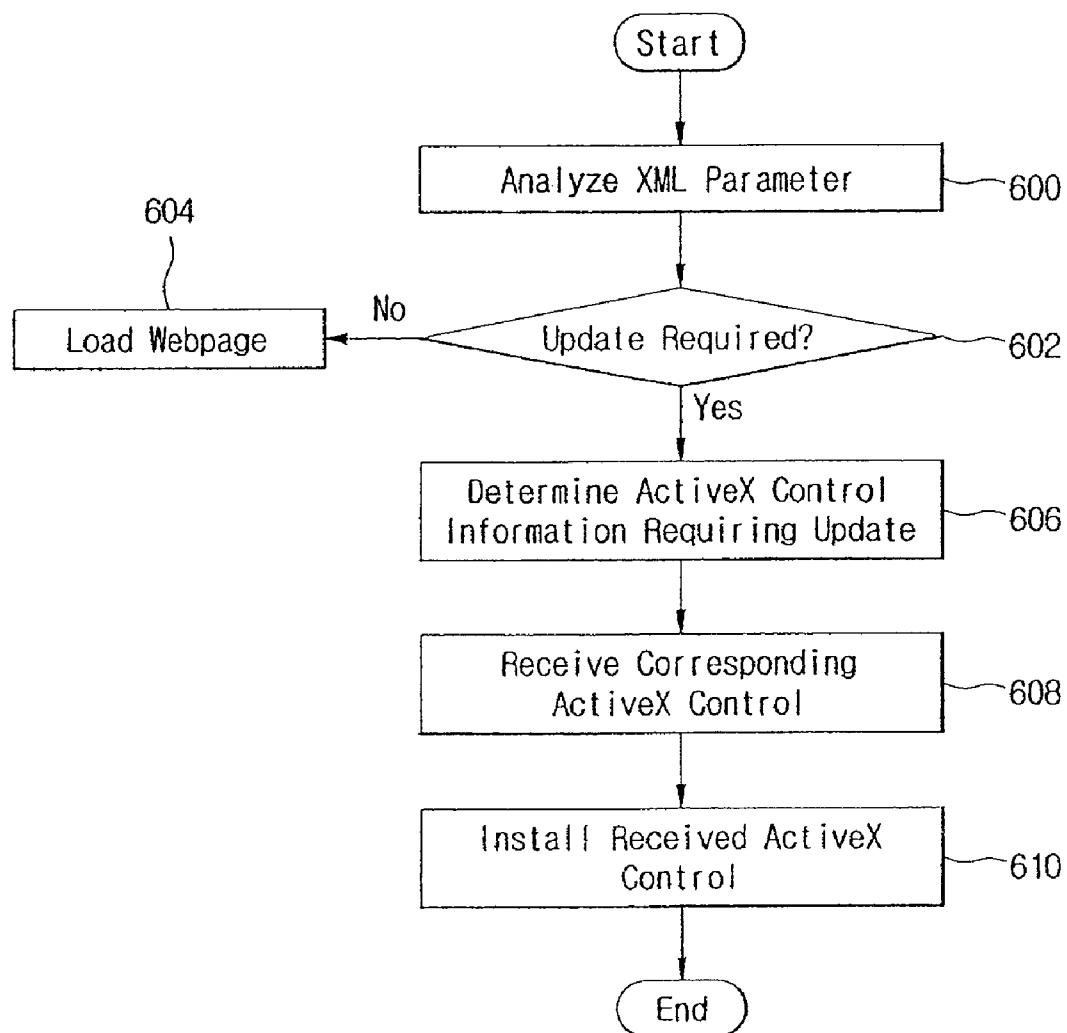 Start
Analyze XML Parameter
600
604
No
Load Webpage
Update Required?
602
Yes
Determine ActiveX Control
Information Requiring Update
606
Receive Corresponding
ActiveX Control
608
Install Received ActiveX
Control
610
End